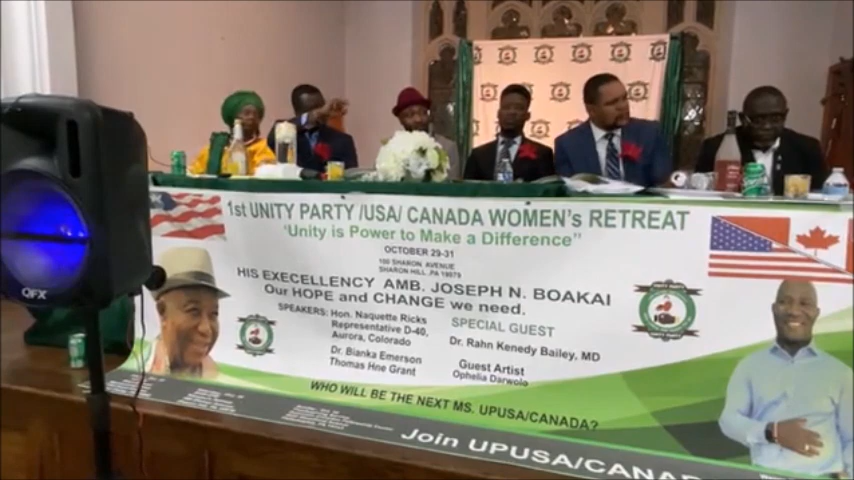 1st UNITY PARTY /USA/ CANADA WOMEN's RETREAT
'Unity is Power to Make a Difference"
OCTOBER 29-31
100 SHARON AVENUE
SHARON HILL ,PA 19079
HIS EXECELLENCY AMB. JOSEPH N. BOAKAI
Our HOPE and CHANGE we need.
SPEAKERS: Hon. Naquette Ricks
Representative D-40,
Aurora, Colorado
Dr. Bianka Emerson
Thomas Hne Grant
SPECIAL GUEST
Dr. Rahn Kenedy Bailey, MD
Guest Artist
Ophelia Darwolo
WHO WILL BE THE NEXT MS. UPUSA/CANADA?
Join UPUSA/CANAD
QFX